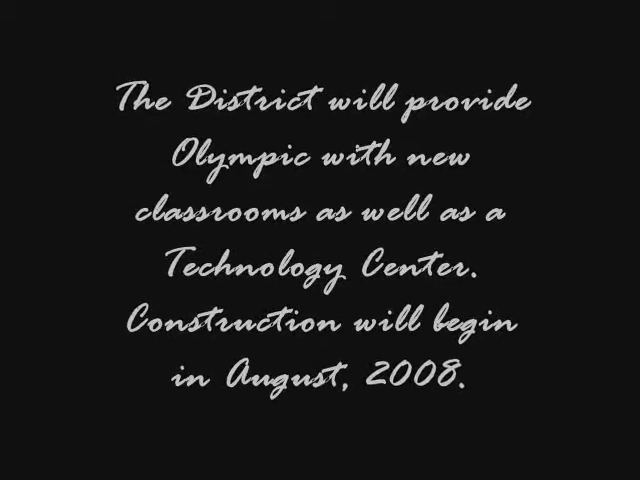 The District will provide
Olympic with new
classrooms as well as a
Technology Center.
Construction will begin
in August, 2008.